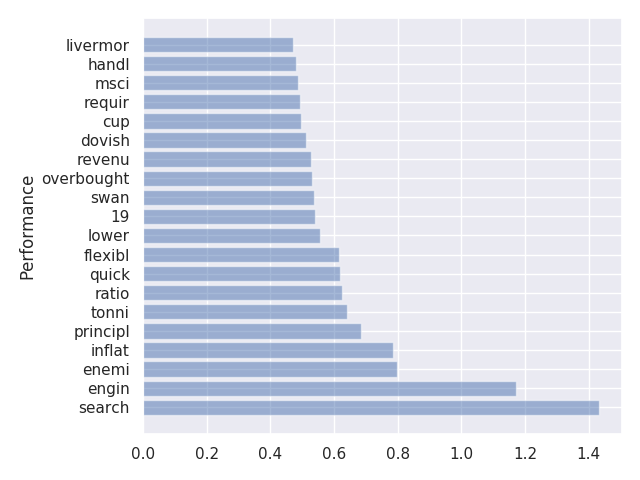 livermor
handl
msci
requir
cup
dovish
revenu
overbought
swan
19
lower
flexibl
quick
ratio
tonni
principl
inflat
enemi
engin
search
Performance
0.0 0.2 0.4 0.6 0.8 1.0 1.2 1.4